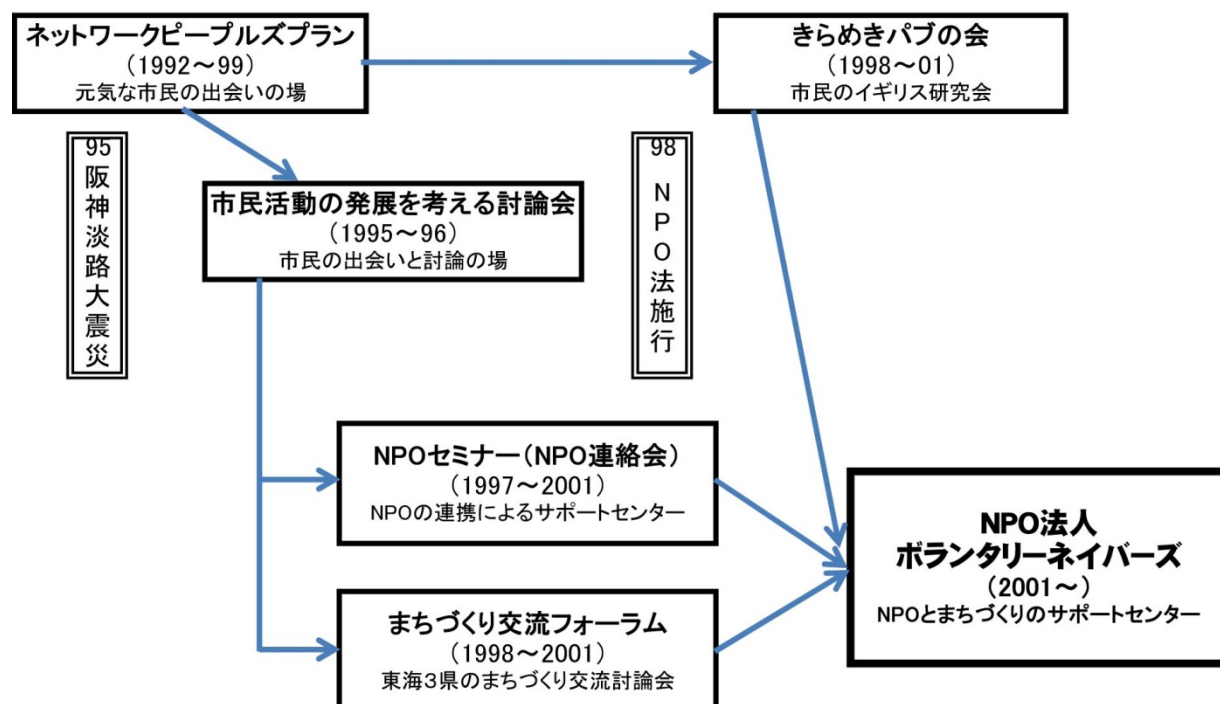 ネットワークピープルズプラン
(1992～99)
元気な市民の出会いの場
きらめきパブの会
(1998～01)
市民のイギリス研究会
95阪神淡路大震災
98 NPO法施行
市民活動の発展を考える討論会
(1995～96)
市民の出会いと討論の場
NPOセミナー(NPO連絡会)
(1997～2001)
NPOの連携によるサポートセンター
まちづくり交流フォーラム
(1998～2001)
東海3県のまちづくり交流討論会
NPO法人
ボランタリーネイバーズ
(2001～)
NPOとまちづくりのサポートセンター